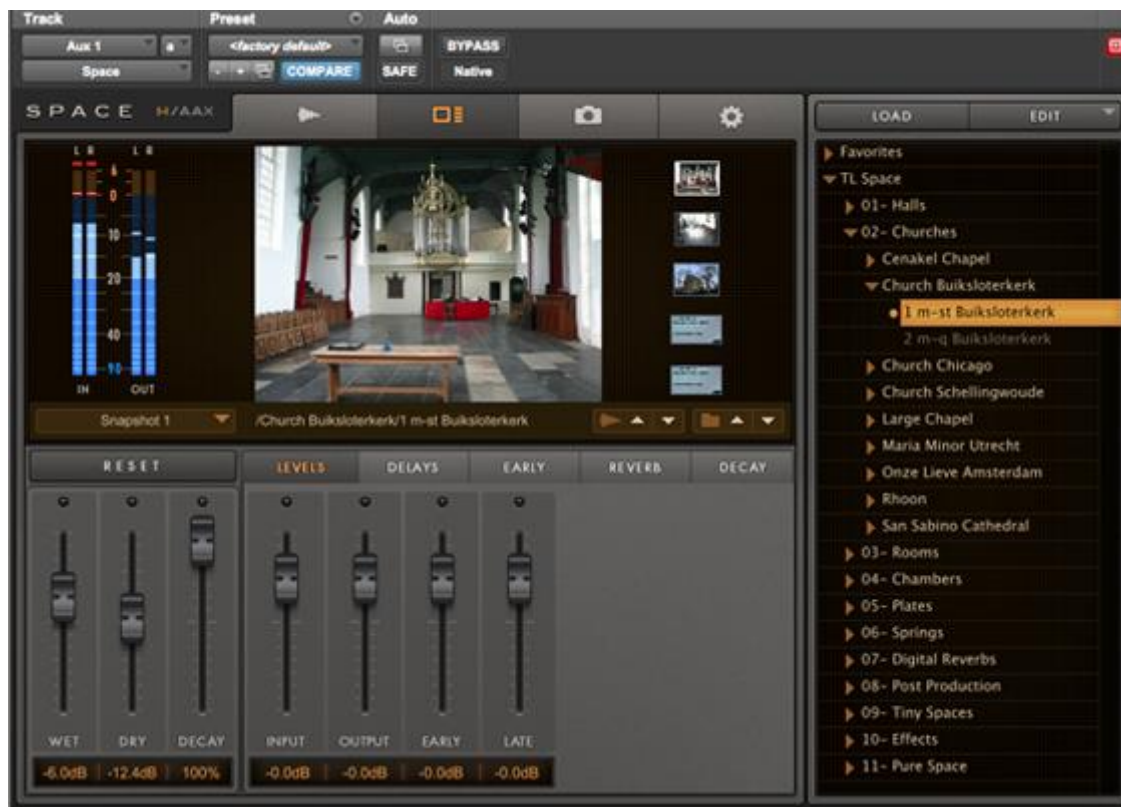 Track Preset Auto
Aux 1 a <factory default> BYPASS
Space - + COMPARE SAFE Native
SPACE H/AAX
LOAD EDIT
L R L R
6
0
10
20
40
90
IN OUT
Snapshot 1 /Church Buiksloterkerk/1 m-st Buiksloterkerk
RESET LEVELS DELAYS EARLY REVERB DECAY
WET DRY DECAY INPUT OUTPUT EARLY LATE
-6.0dB -12.4dB 100% -0.0dB -0.0dB -0.0dB -0.0dB
Favorites
TL Space
01- Halls
02- Churches
Cenakel Chapel
Church Buiksloterkerk
1 m-st Buiksloterkerk
2 m-q Buiksloterkerk
Church Chicago
Church Schellingwoude
Large Chapel
Maria Minor Utrecht
Onze Lieve Amsterdam
Rhoon
San Sabino Cathedral
03- Rooms
04- Chambers
05- Plates
06- Springs
07- Digital Reverbs
08- Post Production
09- Tiny Spaces
10- Effects
11- Pure Space